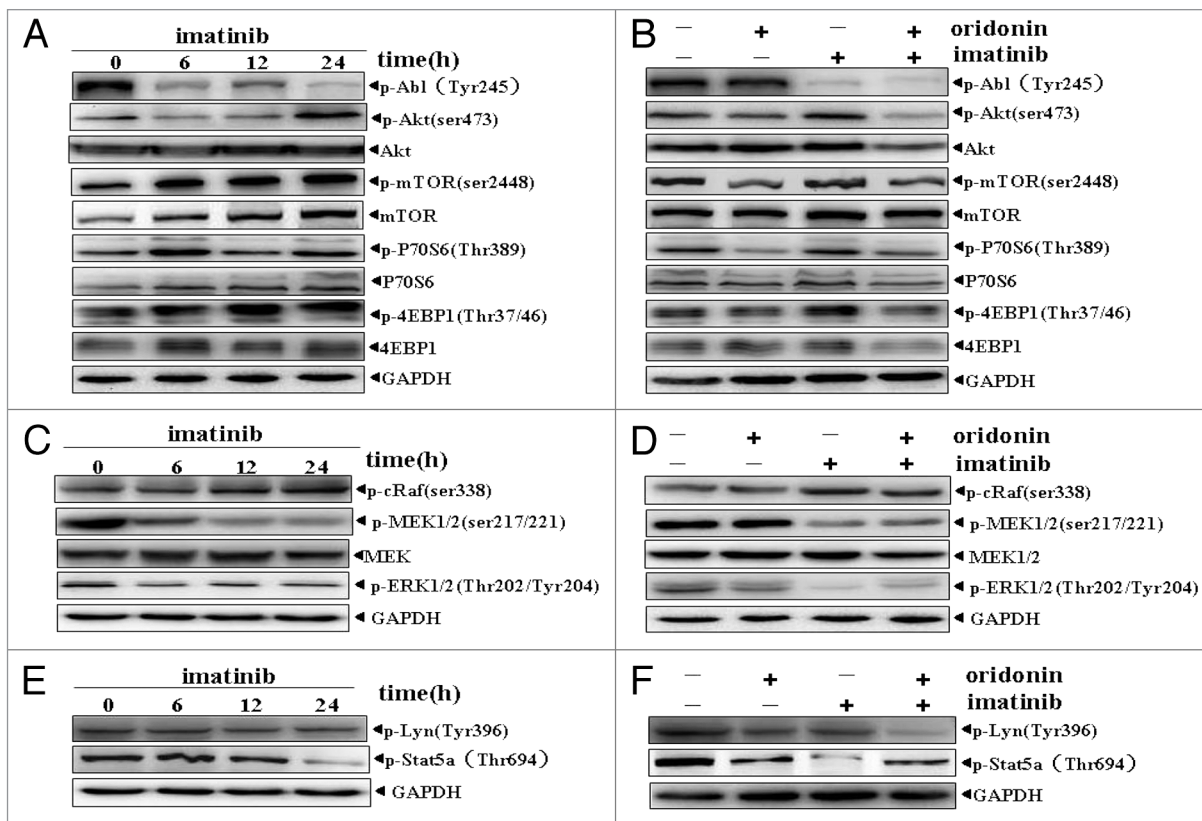 A
imatinib
0 6 12 24 time(h)
p-Abl (Tyr245)
p-Akt(ser473)
Akt
p-mTOR(ser2448)
mTOR
p-P70S6(Thr389)
P70S6
p-4EBP1(Thr37/46)
4EBP1
GAPDH
B
— + — + oridonin
— — + + imatinib
p-Abl (Tyr245)
p-Akt(ser473)
Akt
p-mTOR(ser2448)
mTOR
p-P70S6(Thr389)
P70S6
p-4EBP1(Thr37/46)
4EBP1
GAPDH
C
imatinib
0 6 12 24 time(h)
p-cRaf(ser338)
p-MEK1/2(ser217/221)
MEK
p-ERK1/2(Thr202/Tyr204)
GAPDH
D
— + — + oridonin
— — + + imatinib
p-cRaf(ser338)
p-MEK1/2(ser217/221)
MEK1/2
p-ERK1/2(Thr202/Tyr204)
GAPDH
E
imatinib
0 6 12 24 time(h)
p-Lyn(Tyr396)
p-Stat5a (Thr694)
GAPDH
F
— + — + oridonin
— — + + imatinib
p-Lyn(Tyr396)
p-Stat5a (Thr694)
GAPDH